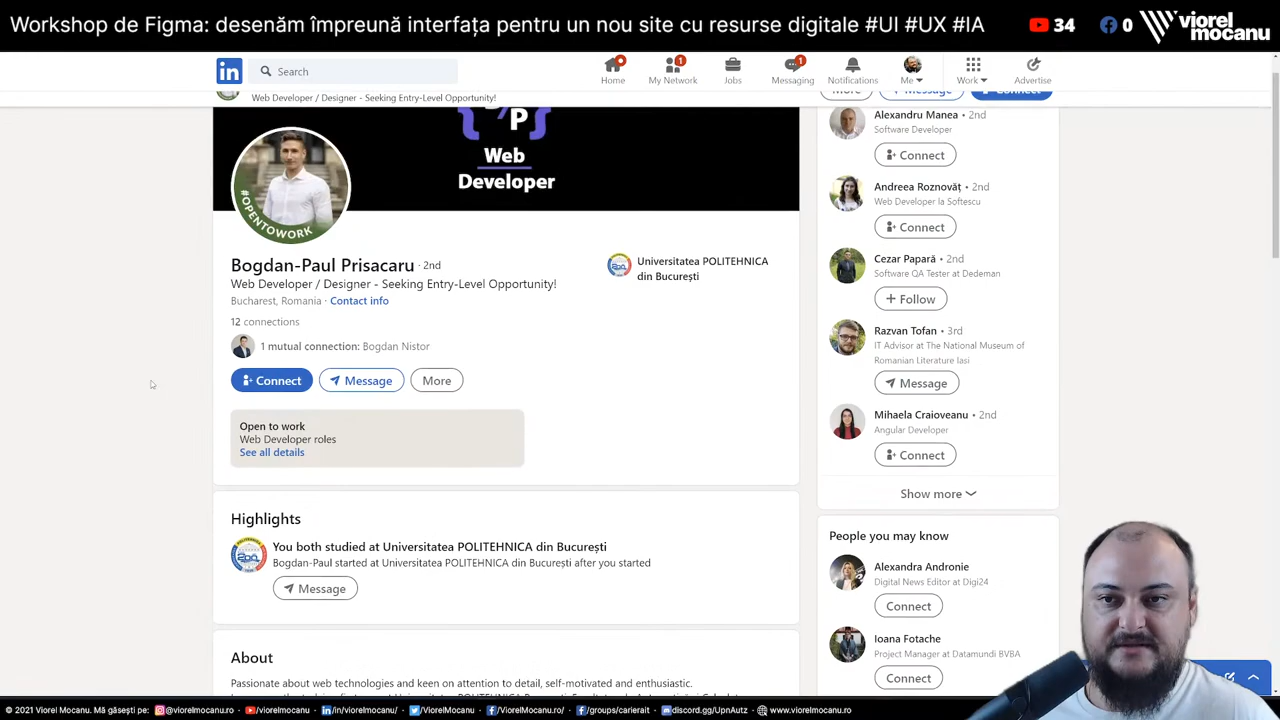 Workshop de Figma: desenăm împreună interfața pentru un nou site cu resurse digitale #UI #UX #IA
34
0
viorel
mocanu
in
Search
1
1
Home
My Network
Jobs
Messaging
Notifications
Me
Work
Advertise
Web Developer / Designer - Seeking Entry-Level Opportunity!
More
Message
Connect
P
Web
Developer
#OPENTOWORK
Bogdan-Paul Prisacaru · 2nd
Web Developer / Designer - Seeking Entry-Level Opportunity!
Bucharest, Romania · Contact info
12 connections
1 mutual connection: Bogdan Nistor
Connect
Message
More
Universitatea POLITEHNICA
din București
Open to work
Web Developer roles
See all details
Highlights
You both studied at Universitatea POLITEHNICA din București
Bogdan-Paul started at Universitatea POLITEHNICA din București after you started
Message
About
Passionate about web technologies and keen on attention to detail, self-motivated and enthusiastic.
Alexandru Manea • 2nd
Software Developer
Connect
Andreea Roznovăț • 2nd
Web Developer la Softescu
Connect
Cezar Papară • 2nd
Software QA Tester at Dedeman
+ Follow
Razvan Tofan • 3rd
IT Advisor at The National Museum of
Romanian Literature Iasi
Message
Mihaela Craioveanu • 2nd
Angular Developer
Connect
Show more
People you may know
Alexandra Andronie
Digital News Editor at Digi24
Connect
Ioana Fotache
Project Manager at Datamundi BVBA
Connect
© 2021 Viorel Mocanu. Mă găsești pe: @viorelmocanu.ro /viorelmocanu.ro in/viorelmocanu/ /ViorelMocanu /ViorelMocanu.ro/ /groups/carierait discord.gg/UpnAutz www.viorelmocanu.ro